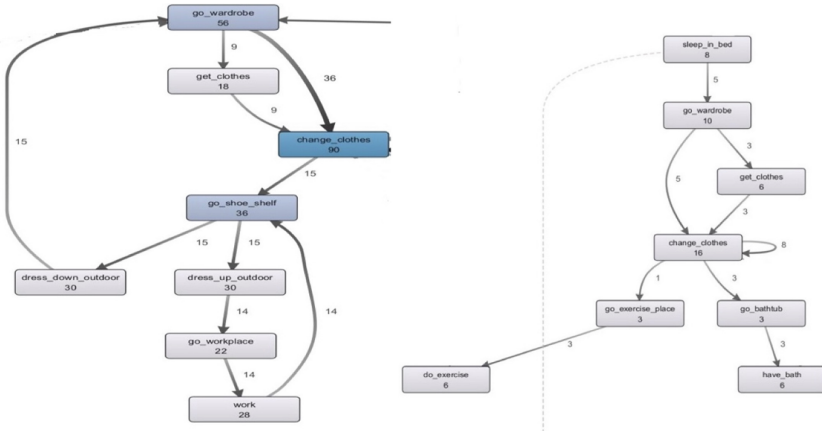 go_wardrobe
56
9
36
get_clothes
18
9
change_clothes
90
15
15
go_shoe_shelf
36
15
15
dress_down_outdoor
30
dress_up_outdoor
30
14
14
go_workplace
22
14
work
28
sleep_in_bed
8
5
go_wardrobe
10
3
5
get_clothes
6
3
change_clothes
16
8
1
3
go_exercise_place
3
go_bathtub
3
3
3
do_exercise
6
have_bath
6